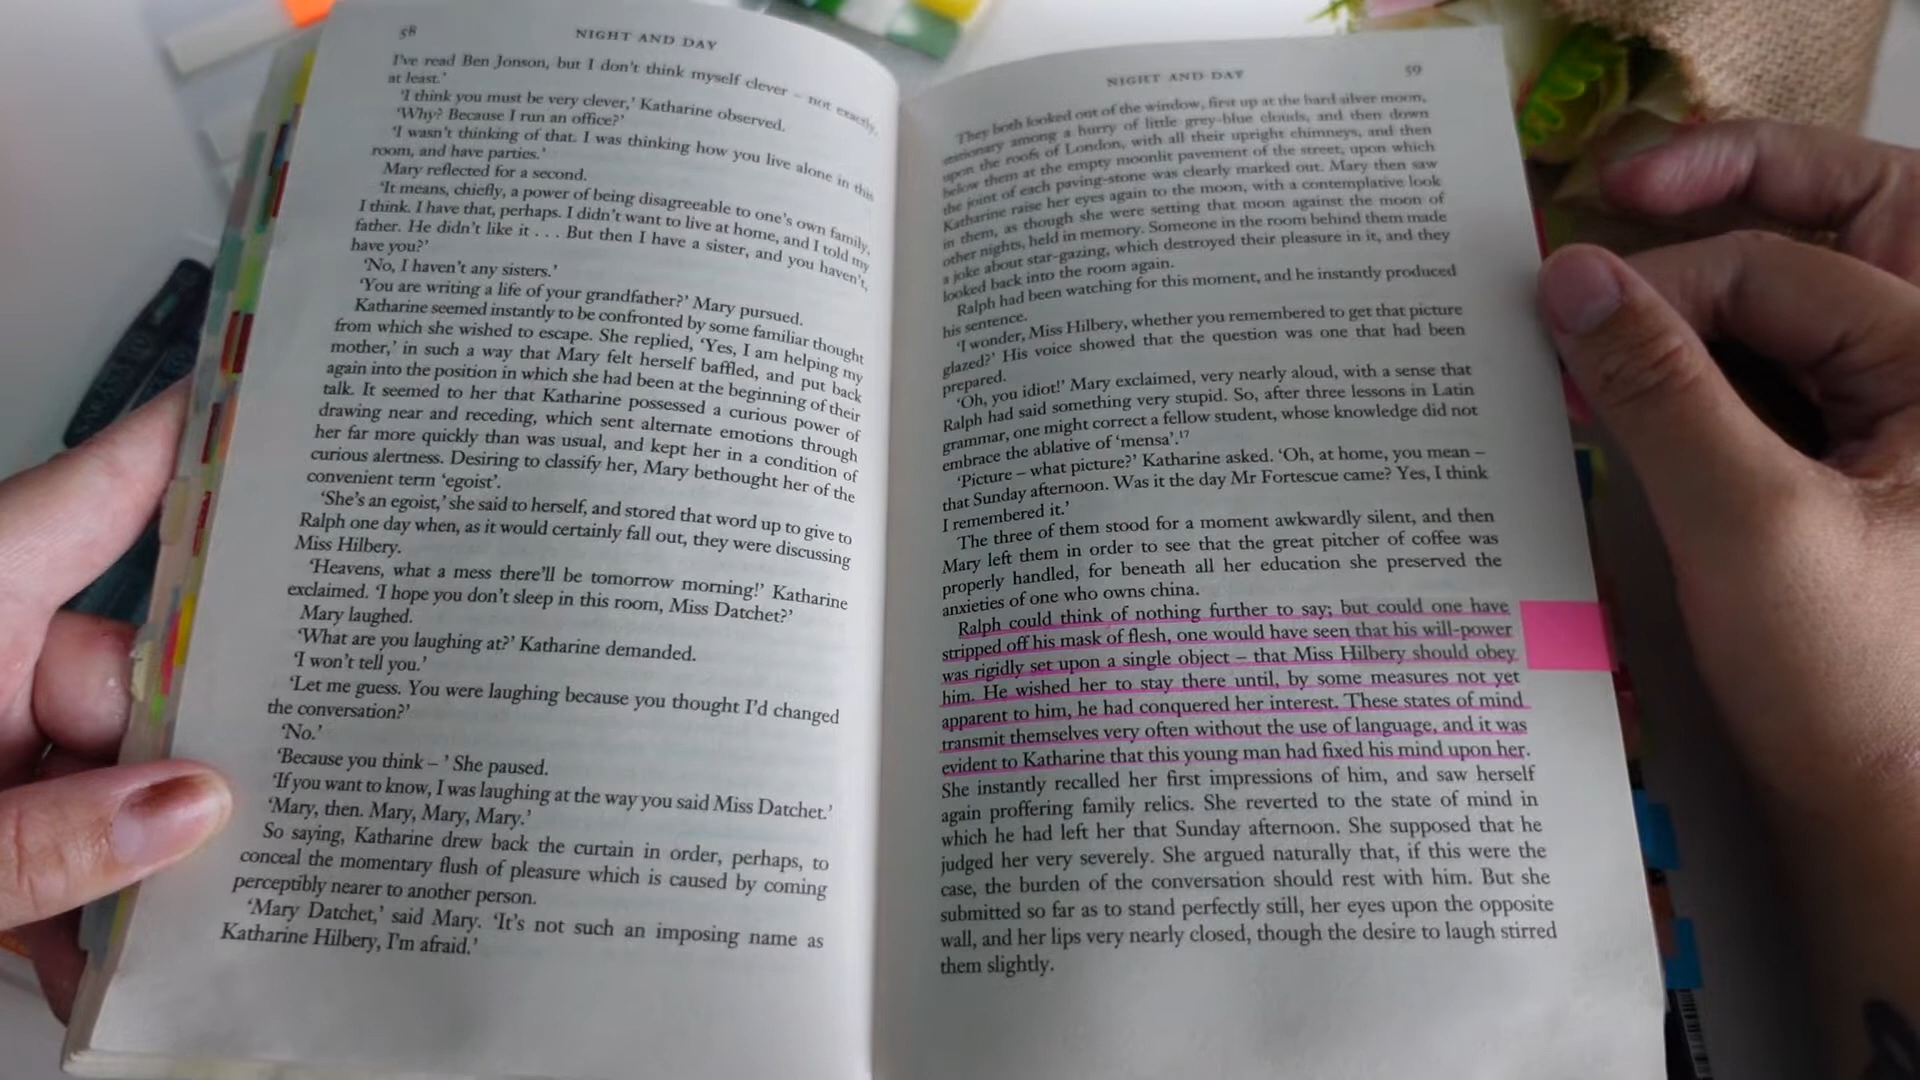 58
NIGHT AND DAY
I've read Ben Jonson, but I don't think myself clever – not exactly,
at least.'
'I think you must be very clever,' Katharine observed.
'Why? Because I run an office?'
'I wasn't thinking of that. I was thinking how you live alone in this
room, and have parties.'
Mary reflected for a second.
'It means, chiefly, a power of being disagreeable to one's own family,
I think. I have that, perhaps. I didn't want to live at home, and I told my
father. He didn't like it . . . But then I have a sister, and you haven't,
have you?'
'No, I haven't any sisters.'
'You are writing a life of your grandfather?' Mary pursued.
Katharine seemed instantly to be confronted by some familiar thought
from which she wished to escape. She replied, 'Yes, I am helping my
mother,' in such a way that Mary felt herself baffled, and put back
again into the position in which she had been at the beginning of their
talk. It seemed to her that Katharine possessed a curious power of
drawing near and receding, which sent alternate emotions through
her far more quickly than was usual, and kept her in a condition of
curious alertness. Desiring to classify her, Mary bethought her of the
convenient term 'egoist'.
'She's an egoist,' she said to herself, and stored that word up to give to
Ralph one day when, as it would certainly fall out, they were discussing
Miss Hilbery.
'Heavens, what a mess there'll be tomorrow morning!' Katharine
exclaimed. 'I hope you don't sleep in this room, Miss Datchet?'
Mary laughed.
'What are you laughing at?' Katharine demanded.
'I won't tell you.'
'Let me guess. You were laughing because you thought I'd changed
the conversation?'
'No.'
'Because you think – ' She paused.
'If you want to know, I was laughing at the way you said Miss Datchet.'
'Mary, then. Mary, Mary, Mary.'
So saying, Katharine drew back the curtain in order, perhaps, to
conceal the momentary flush of pleasure which is caused by coming
perceptibly nearer to another person.
'Mary Datchet,' said Mary. 'It's not such an imposing name as
Katharine Hilbery, I'm afraid.'
NIGHT AND DAY
59
They both looked out of the window, first up at the hard silver moon,
stationary among a hurry of little grey-blue clouds, and then down
upon the roofs of London, with all their upright chimneys, and then
below them at the empty moonlit pavement of the street, upon which
the joint of each paving-stone was clearly marked out. Mary then saw
Katharine raise her eyes again to the moon, with a contemplative look
in them, as though she were setting that moon against the moon of
other nights, held in memory. Someone in the room behind them made
a joke about star-gazing, which destroyed their pleasure in it, and they
looked back into the room again.
Ralph had been watching for this moment, and he instantly produced
his sentence.
'I wonder, Miss Hilbery, whether you remembered to get that picture
glazed?' His voice showed that the question was one that had been
prepared.
'Oh, you idiot!' Mary exclaimed, very nearly aloud, with a sense that
Ralph had said something very stupid. So, after three lessons in Latin
grammar, one might correct a fellow student, whose knowledge did not
embrace the ablative of 'mensa'.17
'Picture – what picture?' Katharine asked. 'Oh, at home, you mean –
that Sunday afternoon. Was it the day Mr Fortescue came? Yes, I think
I remembered it.'
The three of them stood for a moment awkwardly silent, and then
Mary left them in order to see that the great pitcher of coffee was
properly handled, for beneath all her education she preserved the
anxieties of one who owns china.
Ralph could think of nothing further to say; but could one have
stripped off his mask of flesh, one would have seen that his will-power
was rigidly set upon a single object – that Miss Hilbery should obey
him. He wished her to stay there until, by some measures not yet
apparent to him, he had conquered her interest. These states of mind
transmit themselves very often without the use of language, and it was
evident to Katharine that this young man had fixed his mind upon her.
She instantly recalled her first impressions of him, and saw herself
again proffering family relics. She reverted to the state of mind in
which he had left her that Sunday afternoon. She supposed that he
judged her very severely. She argued naturally that, if this were the
case, the burden of the conversation should rest with him. But she
submitted so far as to stand perfectly still, her eyes upon the opposite
wall, and her lips very nearly closed, though the desire to laugh stirred
them slightly.